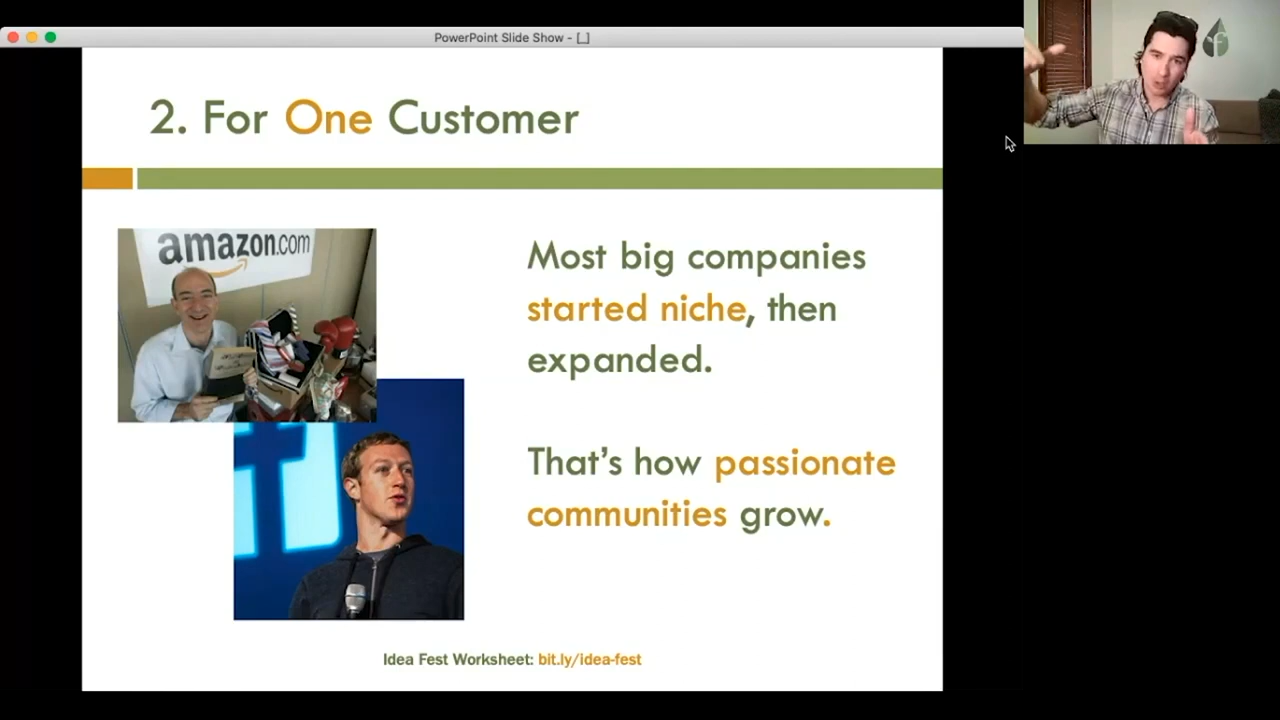 PowerPoint Slide Show - [_]
2. For One Customer
amazon.com
Most big companies
started niche, then
expanded.
That's how passionate
communities grow.
Idea Fest Worksheet: bit.ly/idea-fest